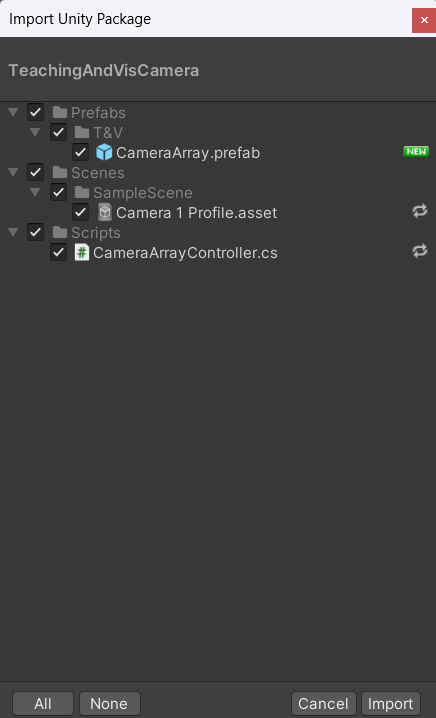 Import Unity Package
TeachingAndVisCamera
Prefabs
T&V
CameraArray.prefab NEW
Scenes
SampleScene
Camera 1 Profile.asset
Scripts
# CameraArrayController.cs
All None Cancel Import